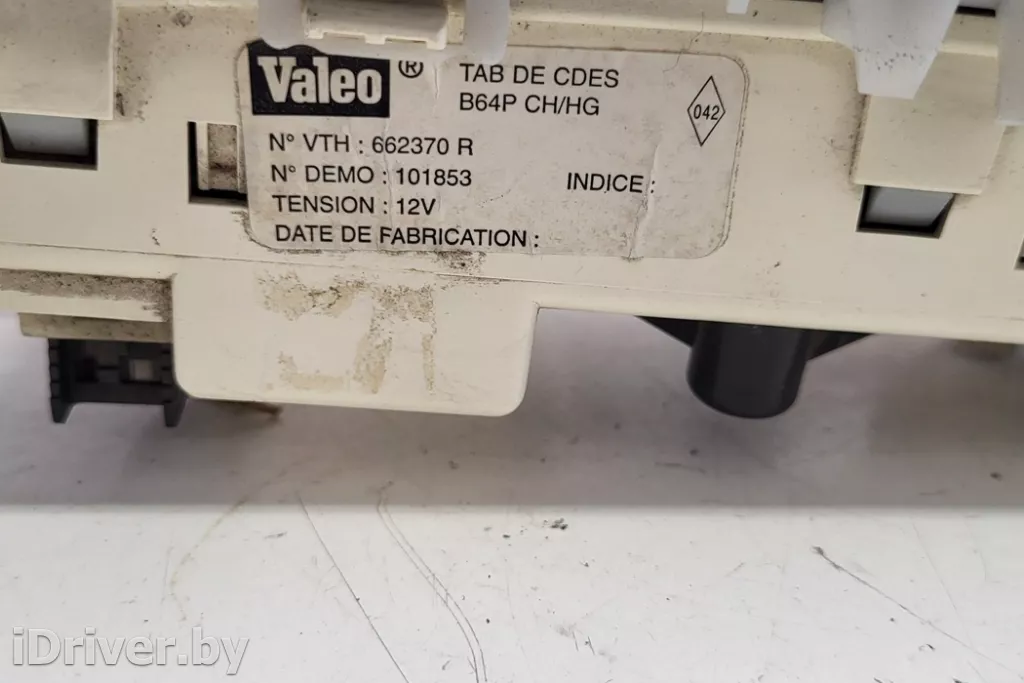 Valeo ®
TAB DE CDES
B64P CH/HG
042
N° VTH : 662370 R
N° DEMO : 101853
INDICE :
TENSION : 12V
DATE DE FABRICATION :
iDriver.by